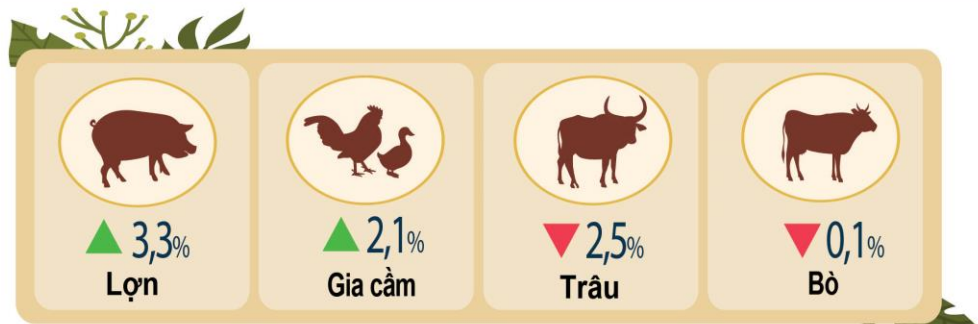 ▲ 3,3%
Lợn
▲ 2,1%
Gia cầm
▼ 2,5%
Trâu
▼ 0,1%
Bò